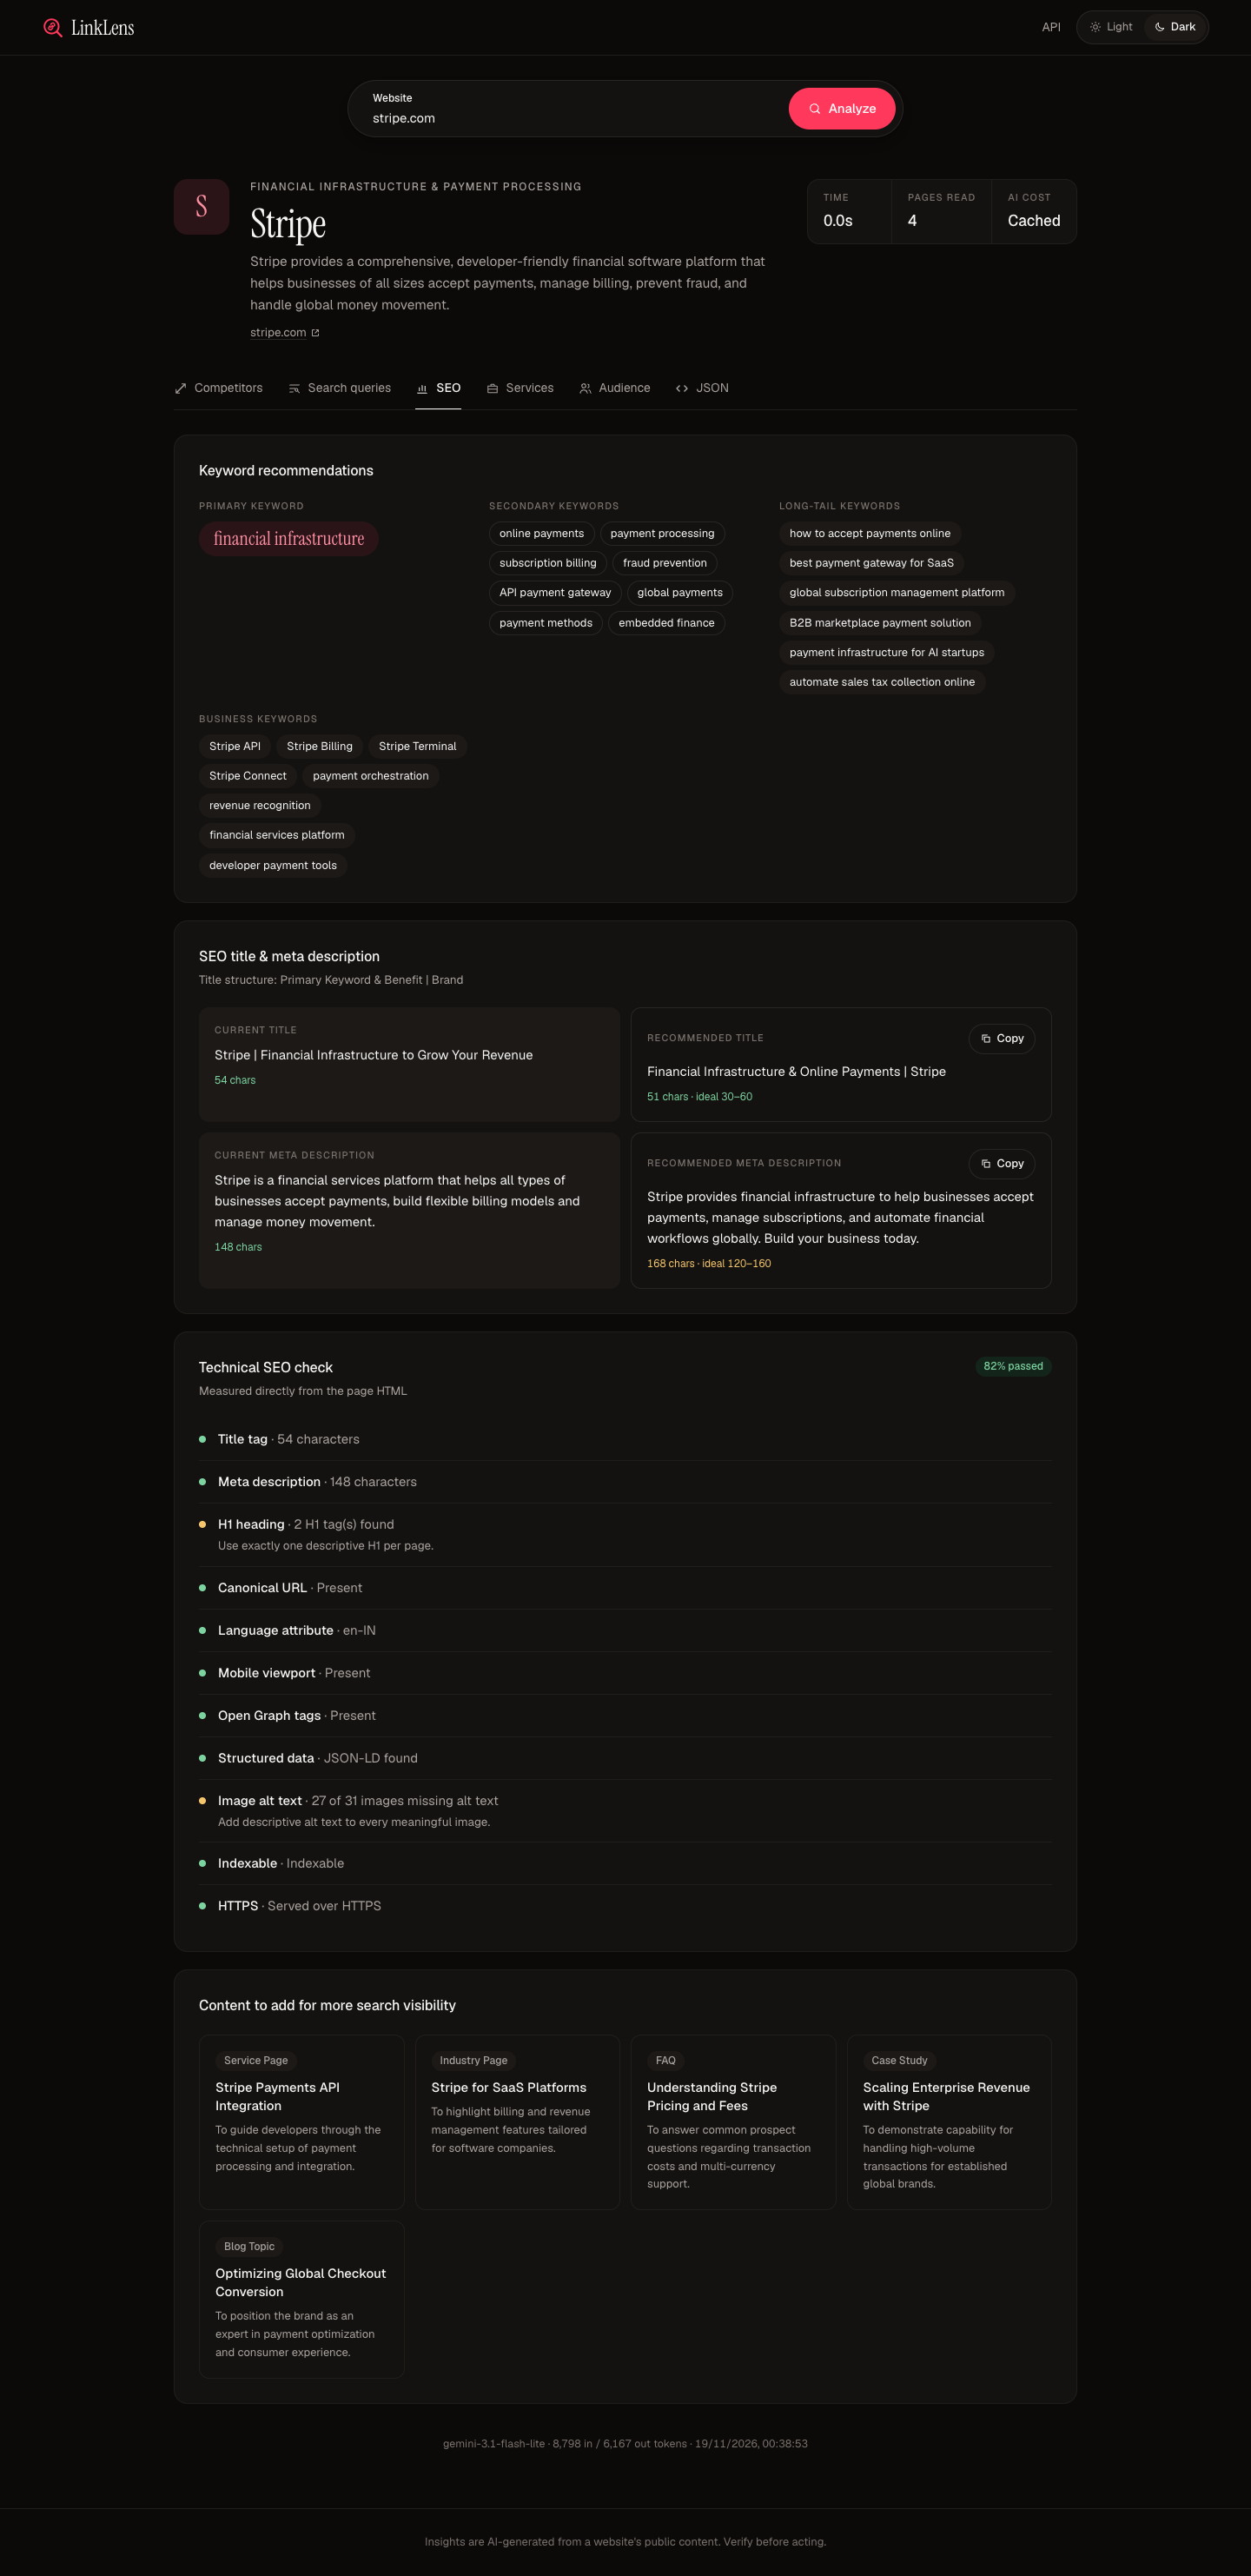 LinkLens
API
Light
Dark
Website
stripe.com
Analyze
S
FINANCIAL INFRASTRUCTURE & PAYMENT PROCESSING
Stripe
Stripe provides a comprehensive, developer-friendly financial software platform that
helps businesses of all sizes accept payments, manage billing, prevent fraud, and
handle global money movement.
stripe.com
TIME
0.0s
PAGES READ
4
AI COST
Cached
Competitors
Search queries
SEO
Services
Audience
JSON
Keyword recommendations
PRIMARY KEYWORD
financial infrastructure
SECONDARY KEYWORDS
online payments
payment processing
subscription billing
fraud prevention
API payment gateway
global payments
payment methods
embedded finance
LONG-TAIL KEYWORDS
how to accept payments online
best payment gateway for SaaS
global subscription management platform
B2B marketplace payment solution
payment infrastructure for AI startups
automate sales tax collection online
BUSINESS KEYWORDS
Stripe API
Stripe Billing
Stripe Terminal
Stripe Connect
payment orchestration
revenue recognition
financial services platform
developer payment tools
SEO title & meta description
Title structure: Primary Keyword & Benefit | Brand
CURRENT TITLE
Stripe | Financial Infrastructure to Grow Your Revenue
54 chars
RECOMMENDED TITLE
Copy
Financial Infrastructure & Online Payments | Stripe
51 chars · ideal 30–60
CURRENT META DESCRIPTION
Stripe is a financial services platform that helps all types of
businesses accept payments, build flexible billing models and
manage money movement.
148 chars
RECOMMENDED META DESCRIPTION
Copy
Stripe provides financial infrastructure to help businesses accept
payments, manage subscriptions, and automate financial
workflows globally. Build your business today.
168 chars · ideal 120–160
Technical SEO check
82% passed
Measured directly from the page HTML
Title tag · 54 characters
Meta description · 148 characters
H1 heading · 2 H1 tag(s) found
Use exactly one descriptive H1 per page.
Canonical URL · Present
Language attribute · en-IN
Mobile viewport · Present
Open Graph tags · Present
Structured data · JSON-LD found
Image alt text · 27 of 31 images missing alt text
Add descriptive alt text to every meaningful image.
Indexable · Indexable
HTTPS · Served over HTTPS
Content to add for more search visibility
Service Page
Stripe Payments API
Integration
To guide developers through the
technical setup of payment
processing and integration.
Industry Page
Stripe for SaaS Platforms
To highlight billing and revenue
management features tailored
for software companies.
FAQ
Understanding Stripe
Pricing and Fees
To answer common prospect
questions regarding transaction
costs and multi-currency
support.
Case Study
Scaling Enterprise Revenue
with Stripe
To demonstrate capability for
handling high-volume
transactions for established
global brands.
Blog Topic
Optimizing Global Checkout
Conversion
To position the brand as an
expert in payment optimization
and consumer experience.
gemini-3.1-flash-lite · 8,798 in / 6,167 out tokens · 19/11/2026, 00:38:53
Insights are AI-generated from a website's public content. Verify before acting.